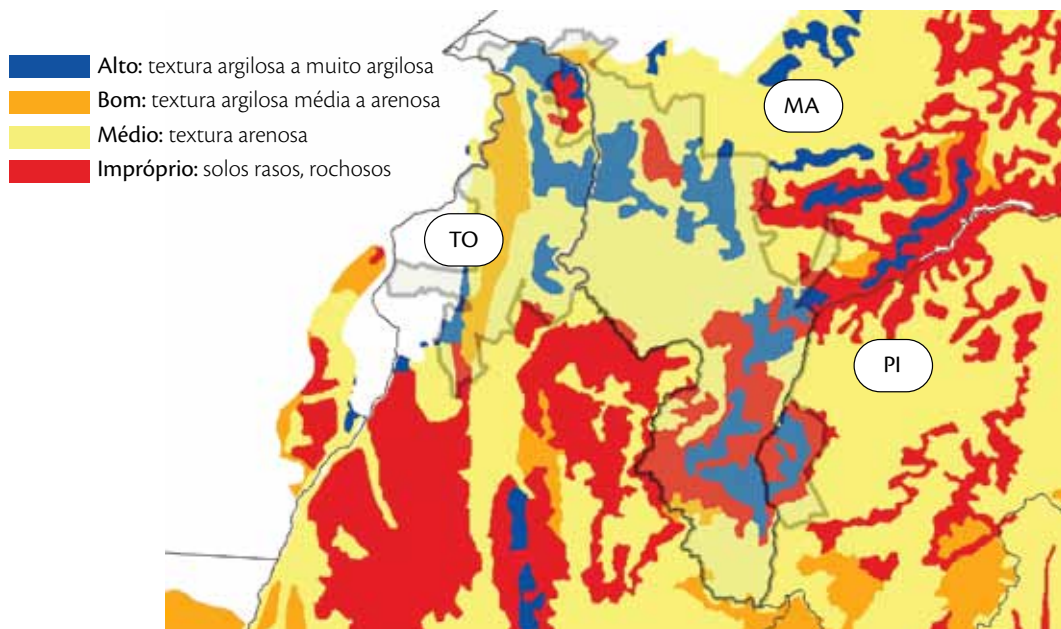 Alto: textura argilosa a muito argilosa
Bom: textura argilosa média a arenosa
Médio: textura arenosa
Impróprio: solos rasos, rochosos
MA
TO
PI